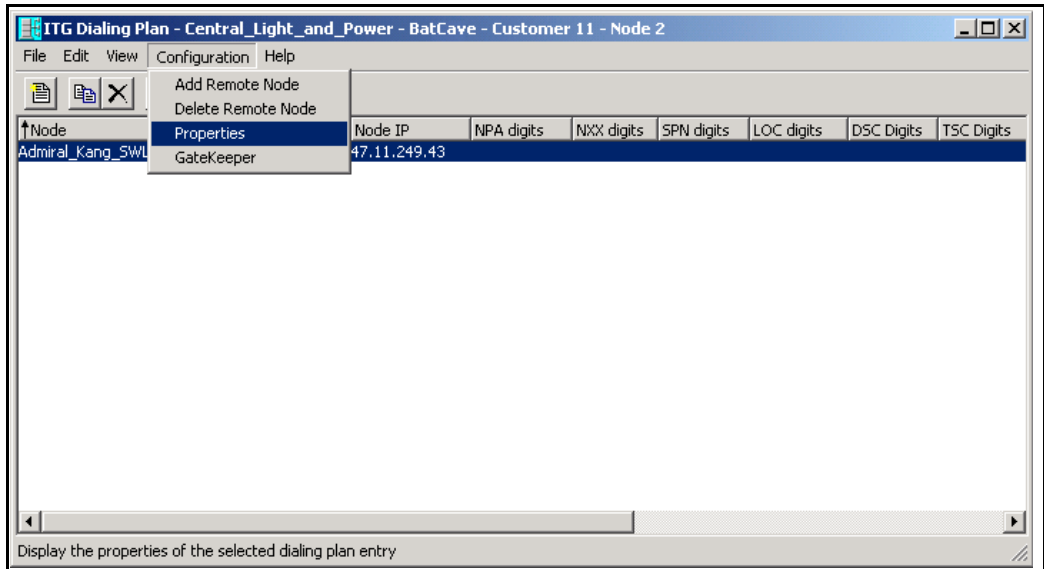 ITG Dialing Plan - Central_Light_and_Power - BatCave - Customer 11 - Node 2
File Edit View Configuration Help
Add Remote Node
Delete Remote Node
Properties
GateKeeper
Node Node IP NPA digits NXX digits SPN digits LOC digits DSC Digits TSC Digits
Admiral_Kang_SWL 47.11.249.43
Display the properties of the selected dialing plan entry